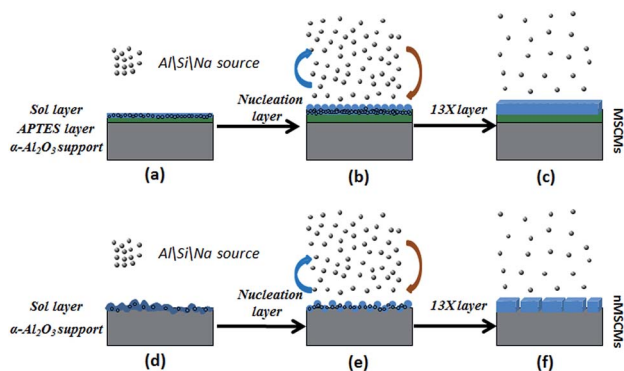 Al\Si\Na source
Sol layer
APTES layer
α-Al2O3 support
Nucleation
layer
13X layer
MSCMs
(a)
(b)
(c)
Al\Si\Na source
Sol layer
α-Al2O3 support
Nucleation
layer
13X layer
nMSCMs
(d)
(e)
(f)